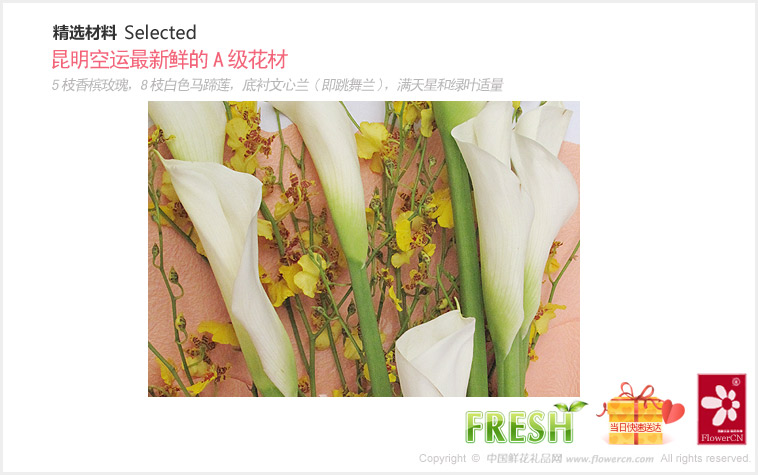 精选材料 Selected
昆明空运最新鲜的 A 级花材
5 枝香槟玫瑰，8 枝白色马蹄莲，底衬文心兰（即跳舞兰），满天星和绿叶适量
FRESH
当日快速送达
FlowerCN
Copyright © 中国鲜花礼品网 www.flowercn.com All rights reserved.